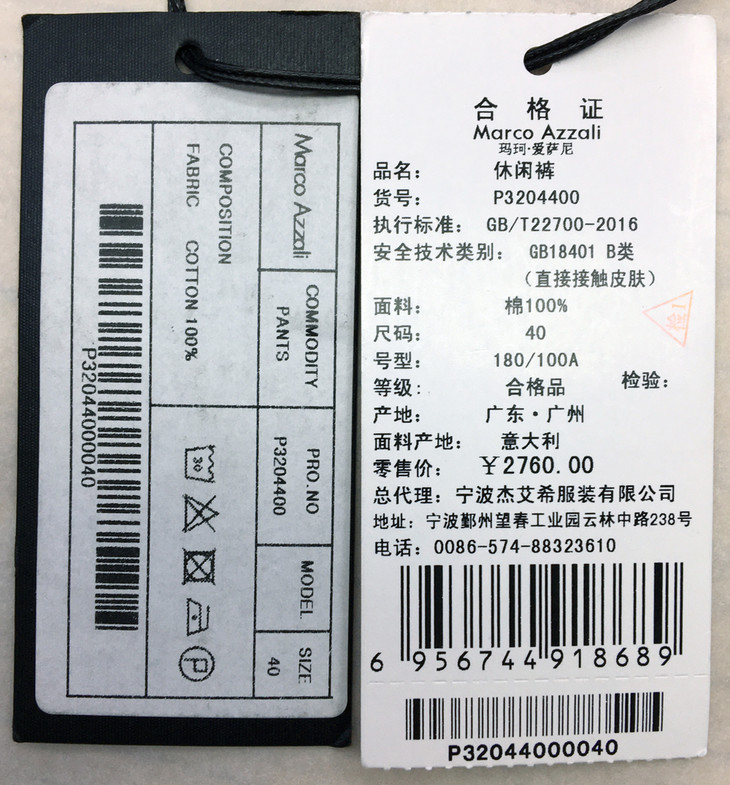 Marco Azzali
COMMODITY
PANTS
PRO.NO
P3204400
MODEL
SIZE
40
COMPOSITION
FABRIC COTTON 100%
30
P
P32044000040
合格证
Marco Azzali
玛珂·爱萨尼
品名： 休闲裤
货号： P3204400
执行标准： GB/T22700-2016
安全技术类别： GB18401 B类
（直接接触皮肤）
面料： 棉100%
尺码： 40
号型： 180/100A
等级： 合格品 检验：
检1
产地： 广东·广州
面料产地： 意大利
零售价： ￥2760.00
总代理：宁波杰艾希服装有限公司
地址：宁波鄞州望春工业园云林中路238号
电话：0086-574-88323610
6 956744 918689
P32044000040